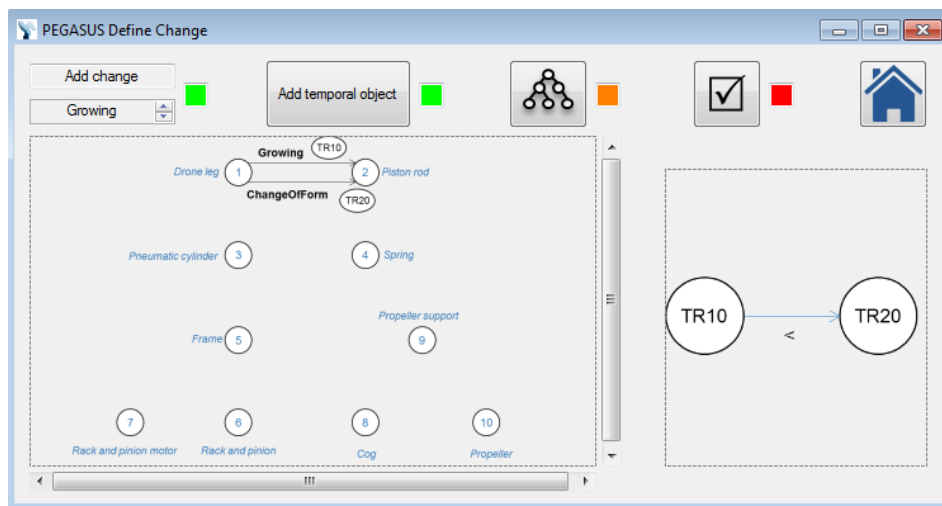 PEGASUS Define Change
Add change
Growing
Add temporal object
Growing
TR10
Drone leg
1
2
Piston rod
ChangeOfForm
TR20
Pneumatic cylinder
3
4
Spring
Propeller support
Frame
5
9
7
6
8
10
Rack and pinion motor
Rack and pinion
Cog
Propeller
TR10
<
TR20